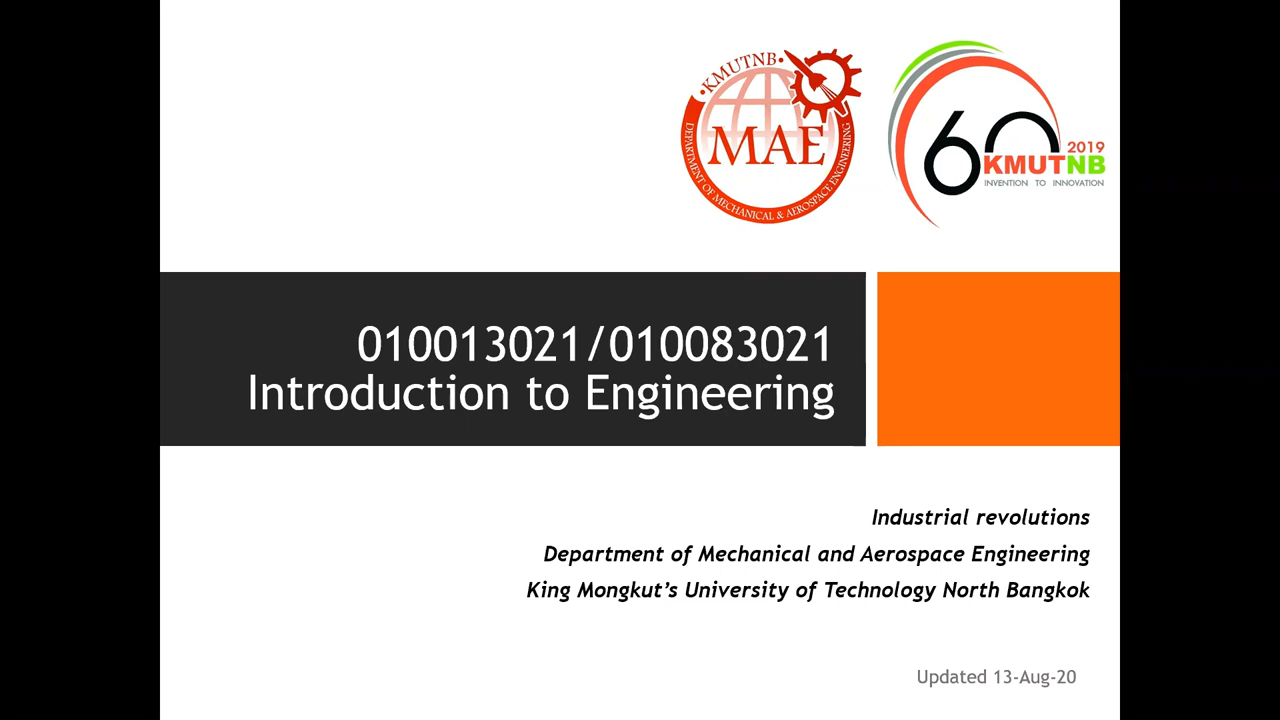 •KMUTNB•
MAE
DEPARTMENT OF MECHANICAL & AEROSPACE ENGINEERING
60
2019
KMUTNB
INVENTION TO INNOVATION
010013021/010083021
Introduction to Engineering
Industrial revolutions
Department of Mechanical and Aerospace Engineering
King Mongkut’s University of Technology North Bangkok
Updated 13-Aug-20